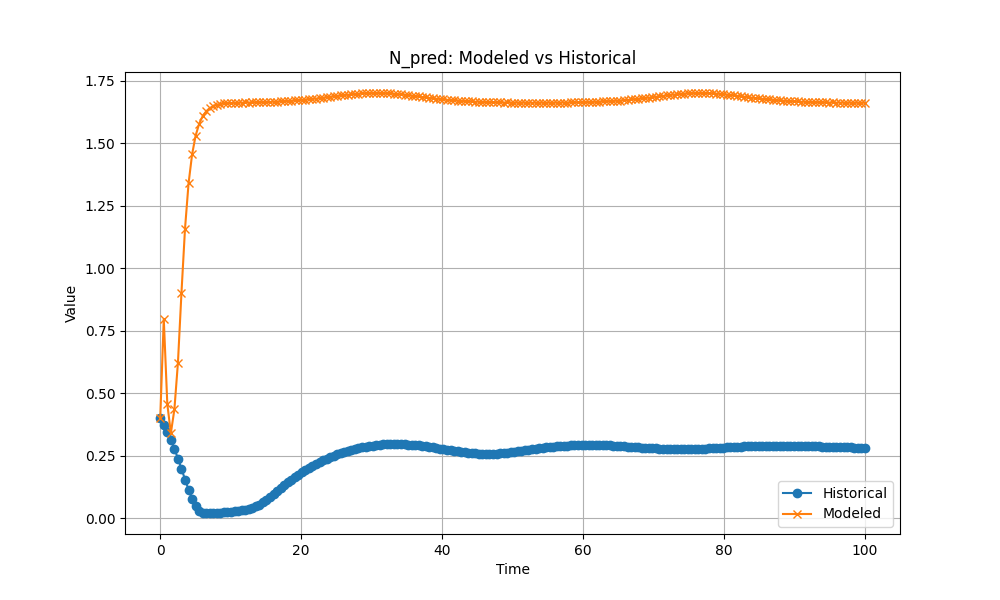 N_pred: Modeled vs Historical
Value
1.75
1.50
1.25
1.00
0.75
0.50
0.25
0.00
0 20 40 60 80 100
Time
Historical
Modeled